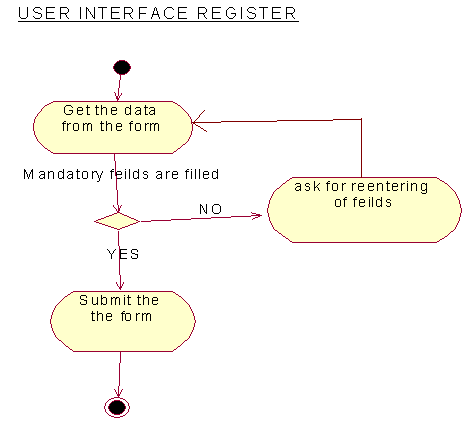 USER INTERFACE REGISTER
Get the data
from the form
Mandatory feilds are filled
NO
ask for reentering
of feilds
YES
Submit the
the form